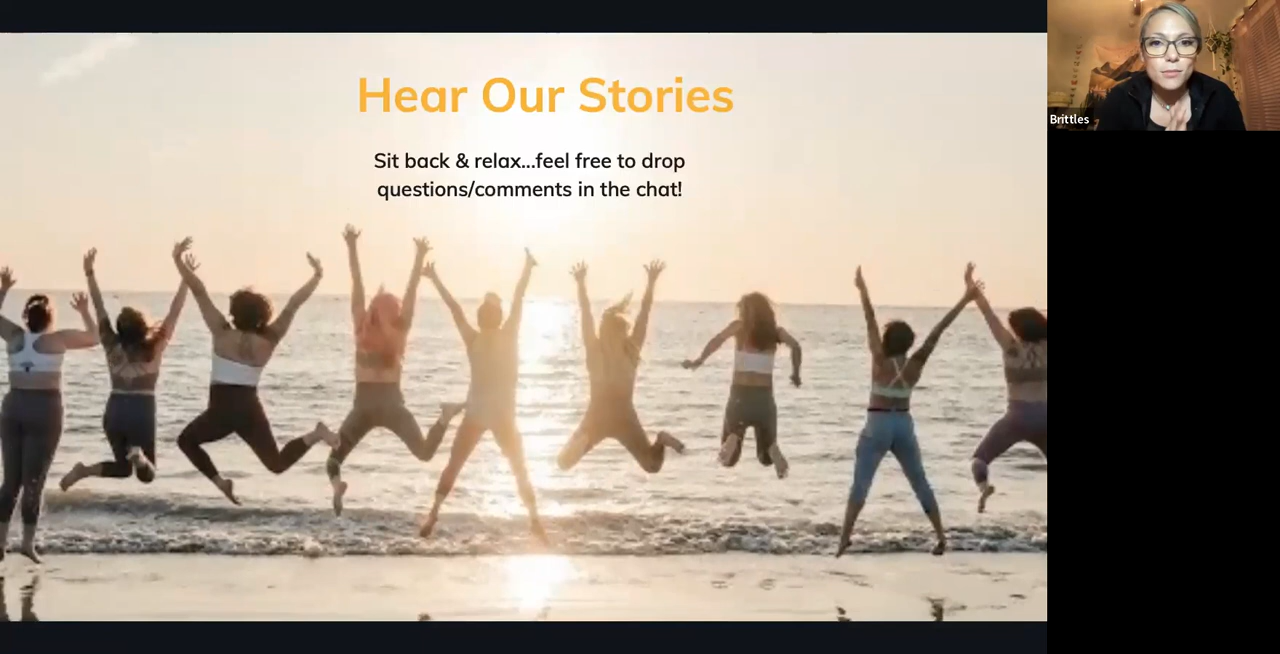 Hear Our Stories
Sit back & relax...feel free to drop
questions/comments in the chat!
Brittles